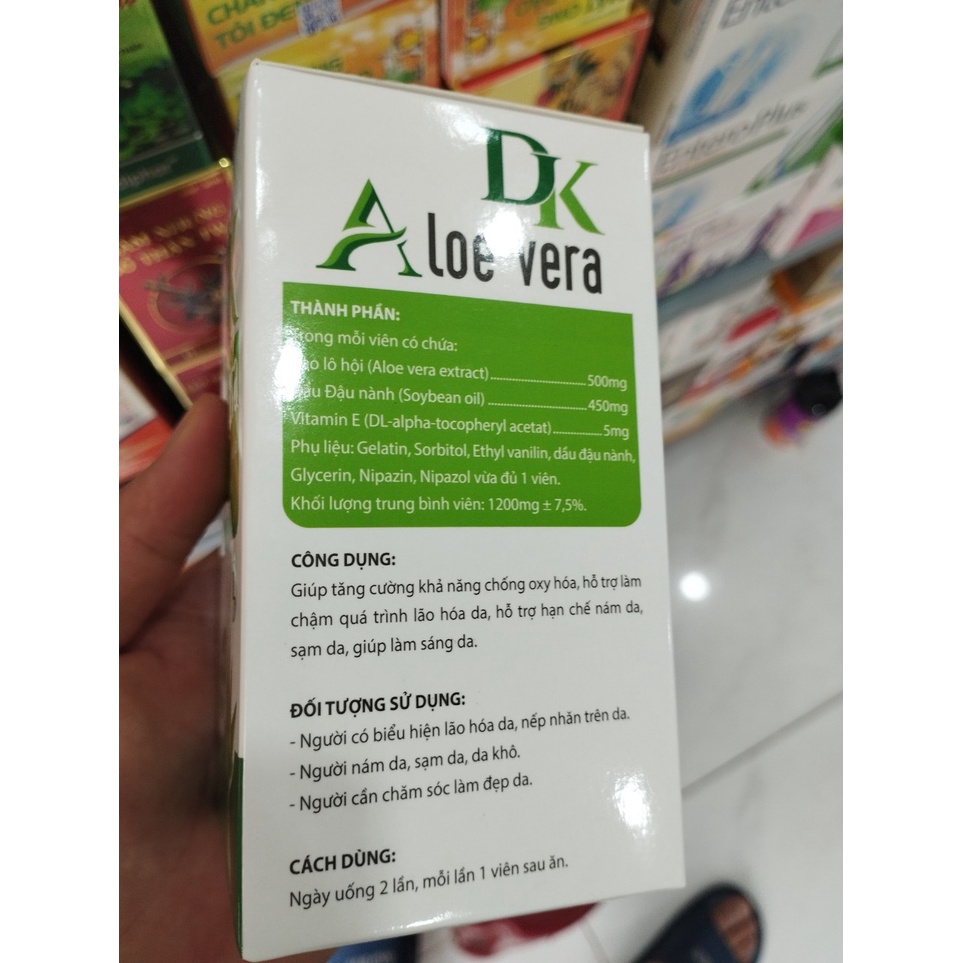 CHAN
TÔI ĐEN
DK
Aloe vera
THÀNH PHẦN:
Trong mỗi viên có chứa:
lô hội (Aloe vera extract) 500mg
Đậu nành (Soybean oil) 450mg
Vitamin E (DL-alpha-tocopheryl acetat) 5mg
Phụ liệu: Gelatin, Sorbitol, Ethyl vanilin, dầu đậu nành,
Glycerin, Nipazin, Nipazol vừa đủ 1 viên.
Khối lượng trung bình viên: 1200mg ± 7,5%.
CÔNG DỤNG:
Giúp tăng cường khả năng chống oxy hóa, hỗ trợ làm
chậm quá trình lão hóa da, hỗ trợ hạn chế nám da,
sạm da, giúp làm sáng da.
ĐỐI TƯỢNG SỬ DỤNG:
- Người có biểu hiện lão hóa da, nếp nhăn trên da.
- Người nám da, sạm da, da khô.
- Người cần chăm sóc làm đẹp da.
CÁCH DÙNG:
Ngày uống 2 lần, mỗi lần 1 viên sau ăn.